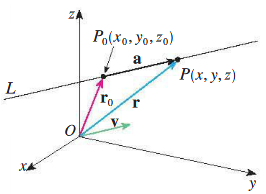 z
P₀(x₀, y₀, z₀)
a
L
P(x, y, z)
r₀
r
O
v
x
y